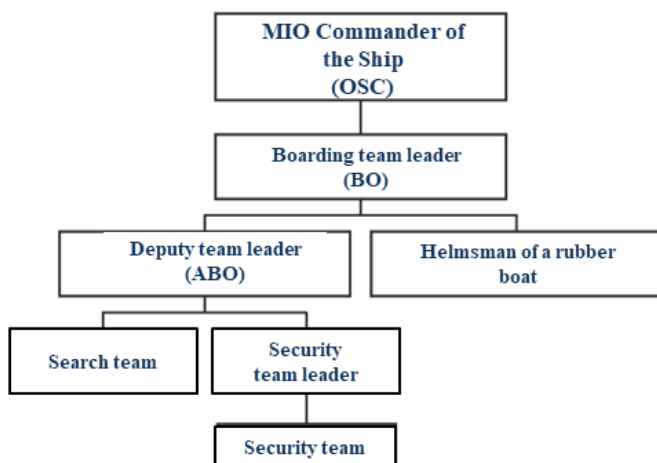 MIO Commander of
the Ship
(OSC)
Boarding team leader
(BO)
Deputy team leader
(ABO)
Helmsman of a rubber
boat
Search team
Security
team leader
Security team